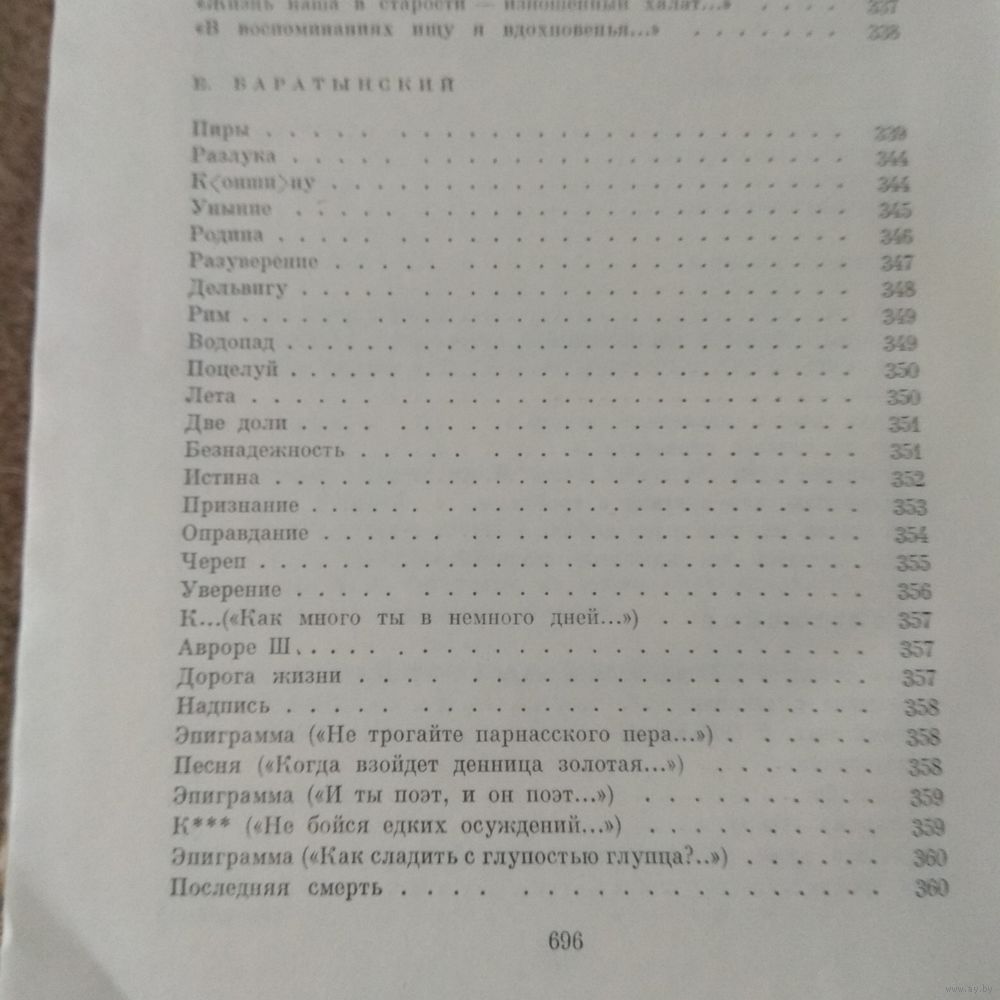 «Жизнь наша в старости — изношенный халат...» . . . . 337
«В воспоминаниях ищу я вдохновенья...» . . . . . . . 338
Е. БАРАТЫНСКИЙ
Пиры . . . . . . . . . . . . . . . . . . . . . . 339
Разлука . . . . . . . . . . . . . . . . . . . . . 344
К<оншину . . . . . . . . . . . . . . . . . . . . 344
Уныние . . . . . . . . . . . . . . . . . . . . . 345
Родина . . . . . . . . . . . . . . . . . . . . . 346
Разуверение . . . . . . . . . . . . . . . . . . . 347
Дельвигу . . . . . . . . . . . . . . . . . . . . 348
Рим . . . . . . . . . . . . . . . . . . . . . . . 349
Водопад . . . . . . . . . . . . . . . . . . . . . 349
Поцелуй . . . . . . . . . . . . . . . . . . . . . 350
Лета . . . . . . . . . . . . . . . . . . . . . . 350
Две доли . . . . . . . . . . . . . . . . . . . . 351
Безнадежность . . . . . . . . . . . . . . . . . . 351
Истина . . . . . . . . . . . . . . . . . . . . . 352
Признание . . . . . . . . . . . . . . . . . . . . 353
Оправдание . . . . . . . . . . . . . . . . . . . 354
Череп . . . . . . . . . . . . . . . . . . . . . . 355
Уверение . . . . . . . . . . . . . . . . . . . . 356
К...(«Как много ты в немного дней...») . . . . . . . . 357
Авроре Ш. . . . . . . . . . . . . . . . . . . . . 357
Дорога жизни . . . . . . . . . . . . . . . . . . 357
Надпись . . . . . . . . . . . . . . . . . . . . . 358
Эпиграмма («Не трогайте парнасского пера...») . . . . . . 358
Песня («Когда взойдет денница золотая...») . . . . . . . 358
Эпиграмма («И ты поэт, и он поэт...») . . . . . . . . . 359
К*** («Не бойся едких осуждений...») . . . . . . . . . 359
Эпиграмма («Как сладить с глупостью глупца?..») . . . . . 360
Последняя смерть . . . . . . . . . . . . . . . . 360
696
www.ay.by